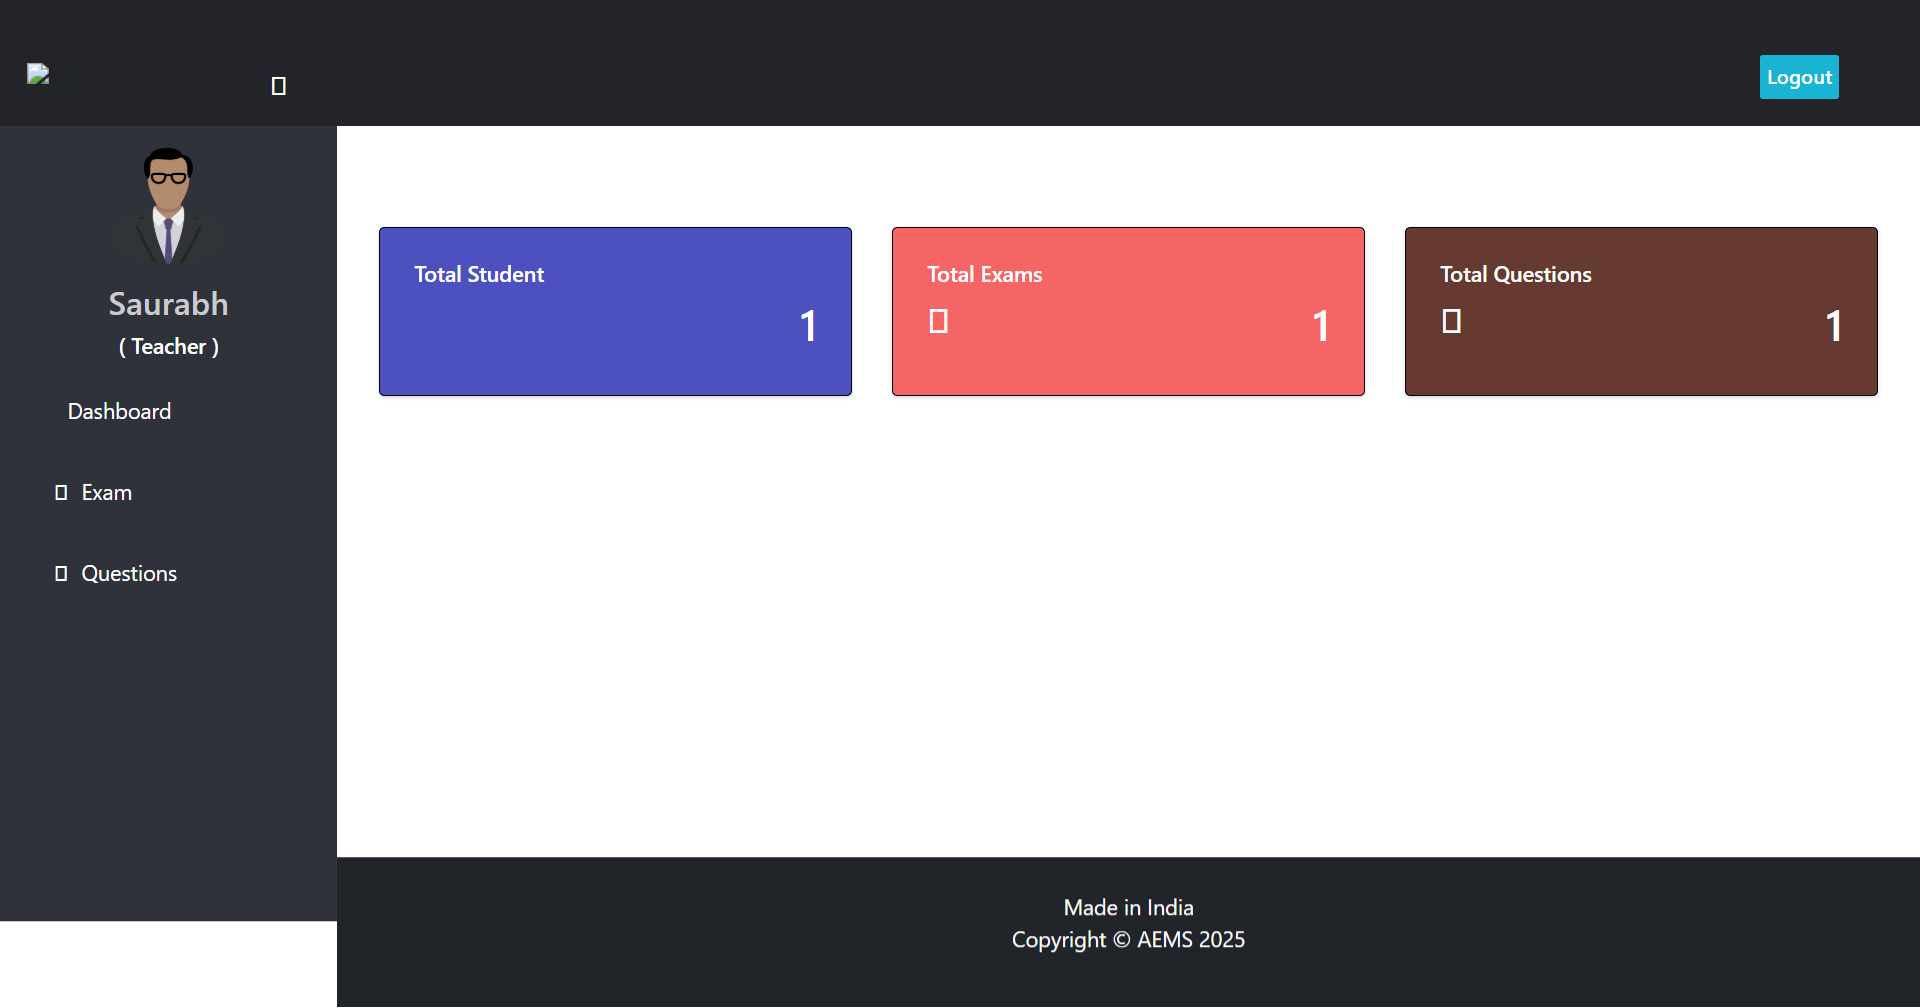 Logout
Saurabh
( Teacher )
Dashboard
Exam
Questions
Total Student
1
Total Exams
1
Total Questions
1
Made in India
Copyright © AEMS 2025